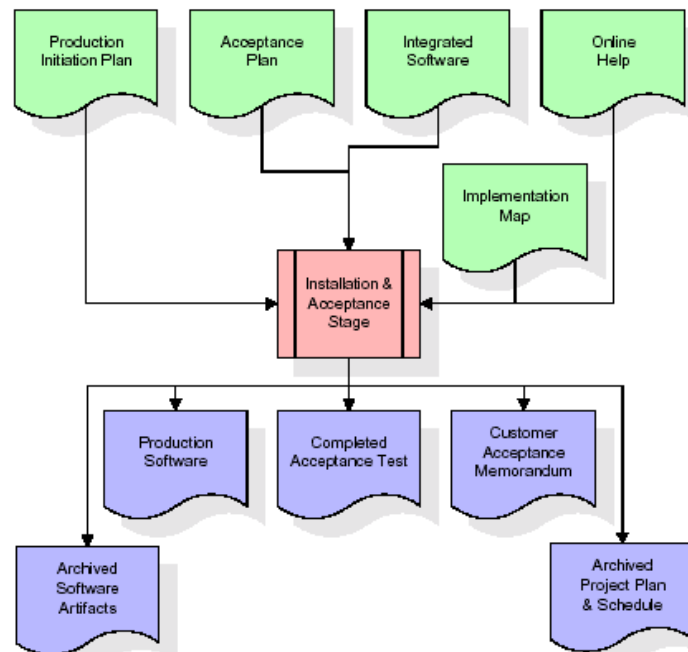 Production
Initiation Plan
Acceptance
Plan
Integrated
Software
Online
Help
Implementation
Map
Installation &
Acceptance
Stage
Production
Software
Completed
Acceptance Test
Customer
Acceptance
Memorandum
Archived
Software
Artifacts
Archived
Project Plan
& Schedule